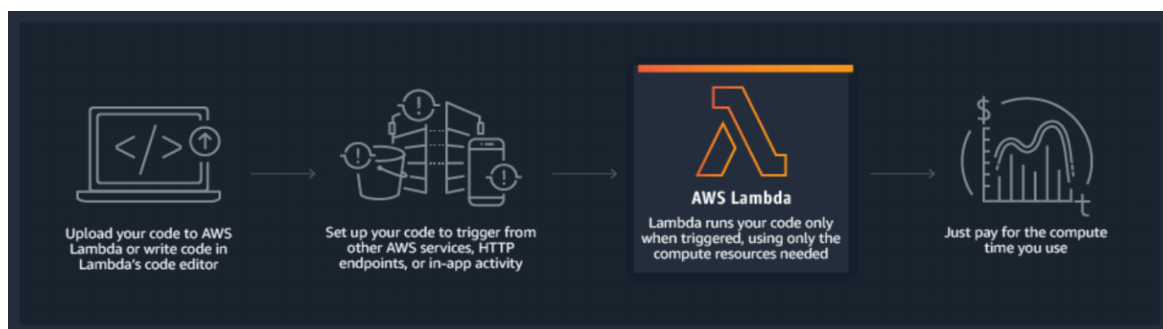 Upload your code to AWS
Lambda or write code in
Lambda's code editor
Set up your code to trigger from
other AWS services, HTTP
endpoints, or in-app activity
AWS Lambda
Lambda runs your code only
when triggered, using only the
compute resources needed
$
t
Just pay for the compute
time you use